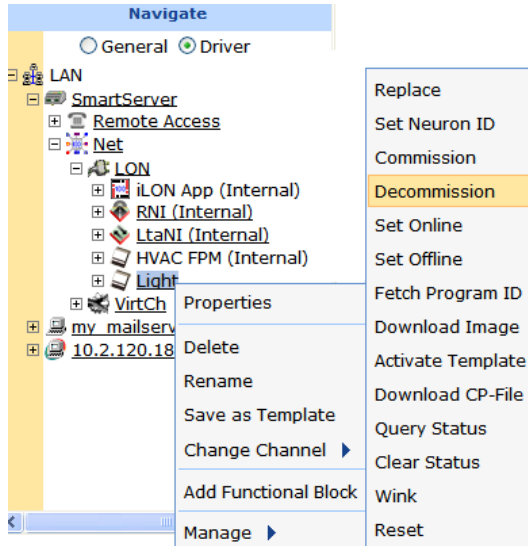 Navigate
General Driver
LAN
SmartServer
Remote Access
Net
LON
iLON App (Internal)
RNI (Internal)
LtaNI (Internal)
HVAC FPM (Internal)
Light
VirtCh
my_mailserv
10.2.120.18
Properties
Delete
Rename
Save as Template
Change Channel
Add Functional Block
Manage
Replace
Set Neuron ID
Commission
Decommission
Set Online
Set Offline
Fetch Program ID
Download Image
Activate Template
Download CP-File
Query Status
Clear Status
Wink
Reset